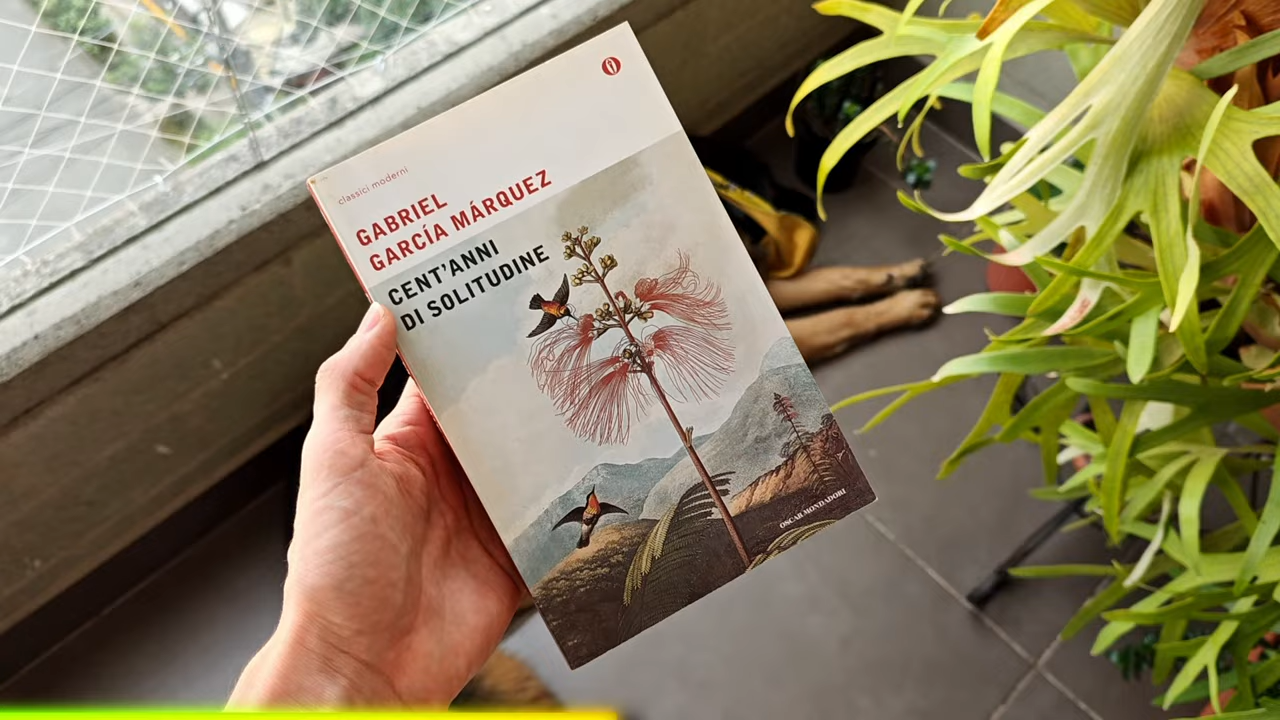 classici moderni
GABRIEL
GARCÍA MÁRQUEZ
CENT'ANNI
DI SOLITUDINE
OSCAR MONDADORI